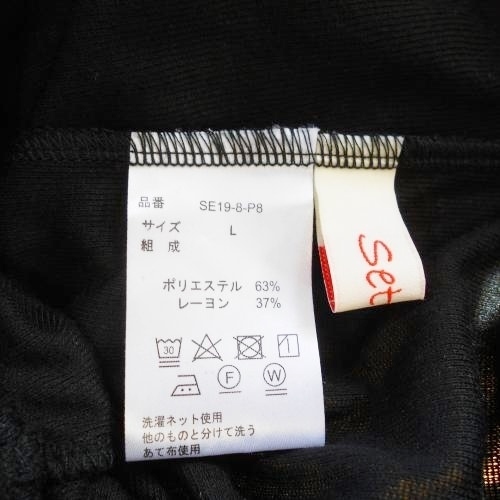 品番 SE19-8-P8
サイズ L
組成
ポリエステル 63%
レーヨン 37%
30
F W
洗濯ネット使用
他のものと分けて洗う
あて布使用
Set